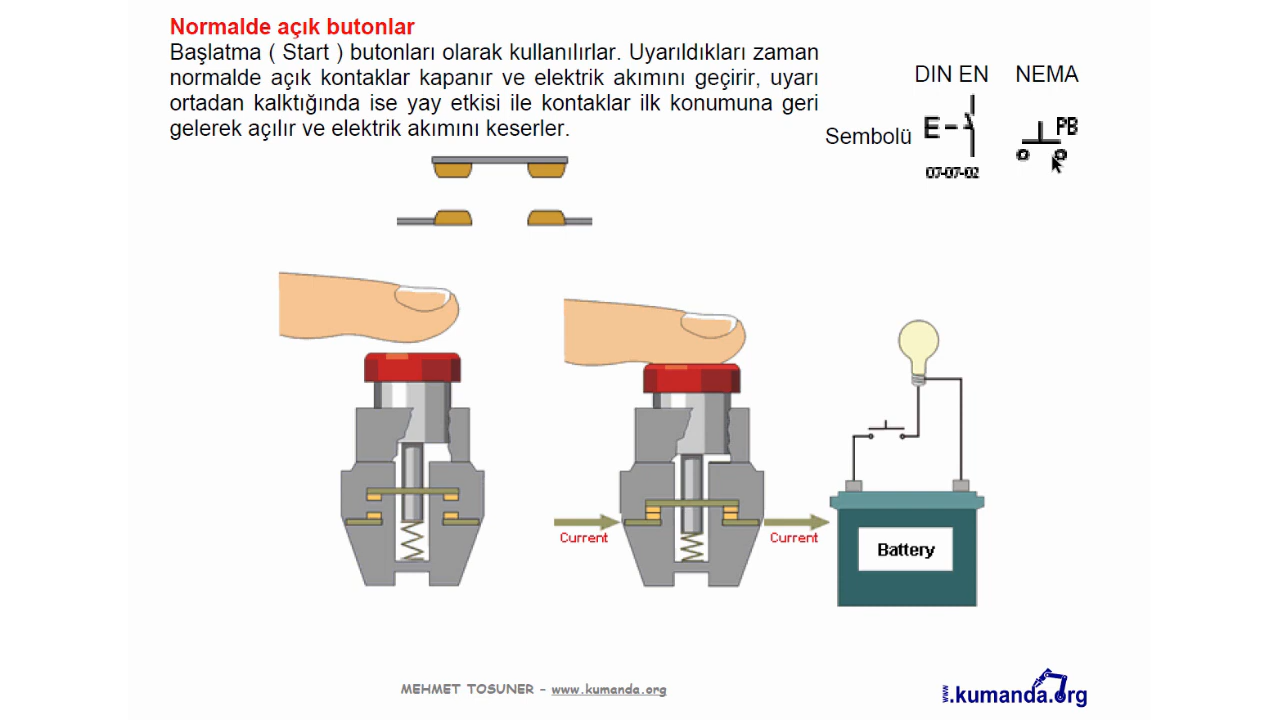 Normalde açık butonlar
Başlatma ( Start ) butonları olarak kullanılırlar. Uyarıldıkları zaman
normalde açık kontaklar kapanır ve elektrik akımını geçirir, uyarı
ortadan kalktığında ise yay etkisi ile kontaklar ilk konumuna geri
gelerek açılır ve elektrik akımını keserler.
DIN EN NEMA
Sembolü
E
PB
07-07-02
Current
Current
Battery
MEHMET TOSUNER - www.kumanda.org
www.kumanda.org